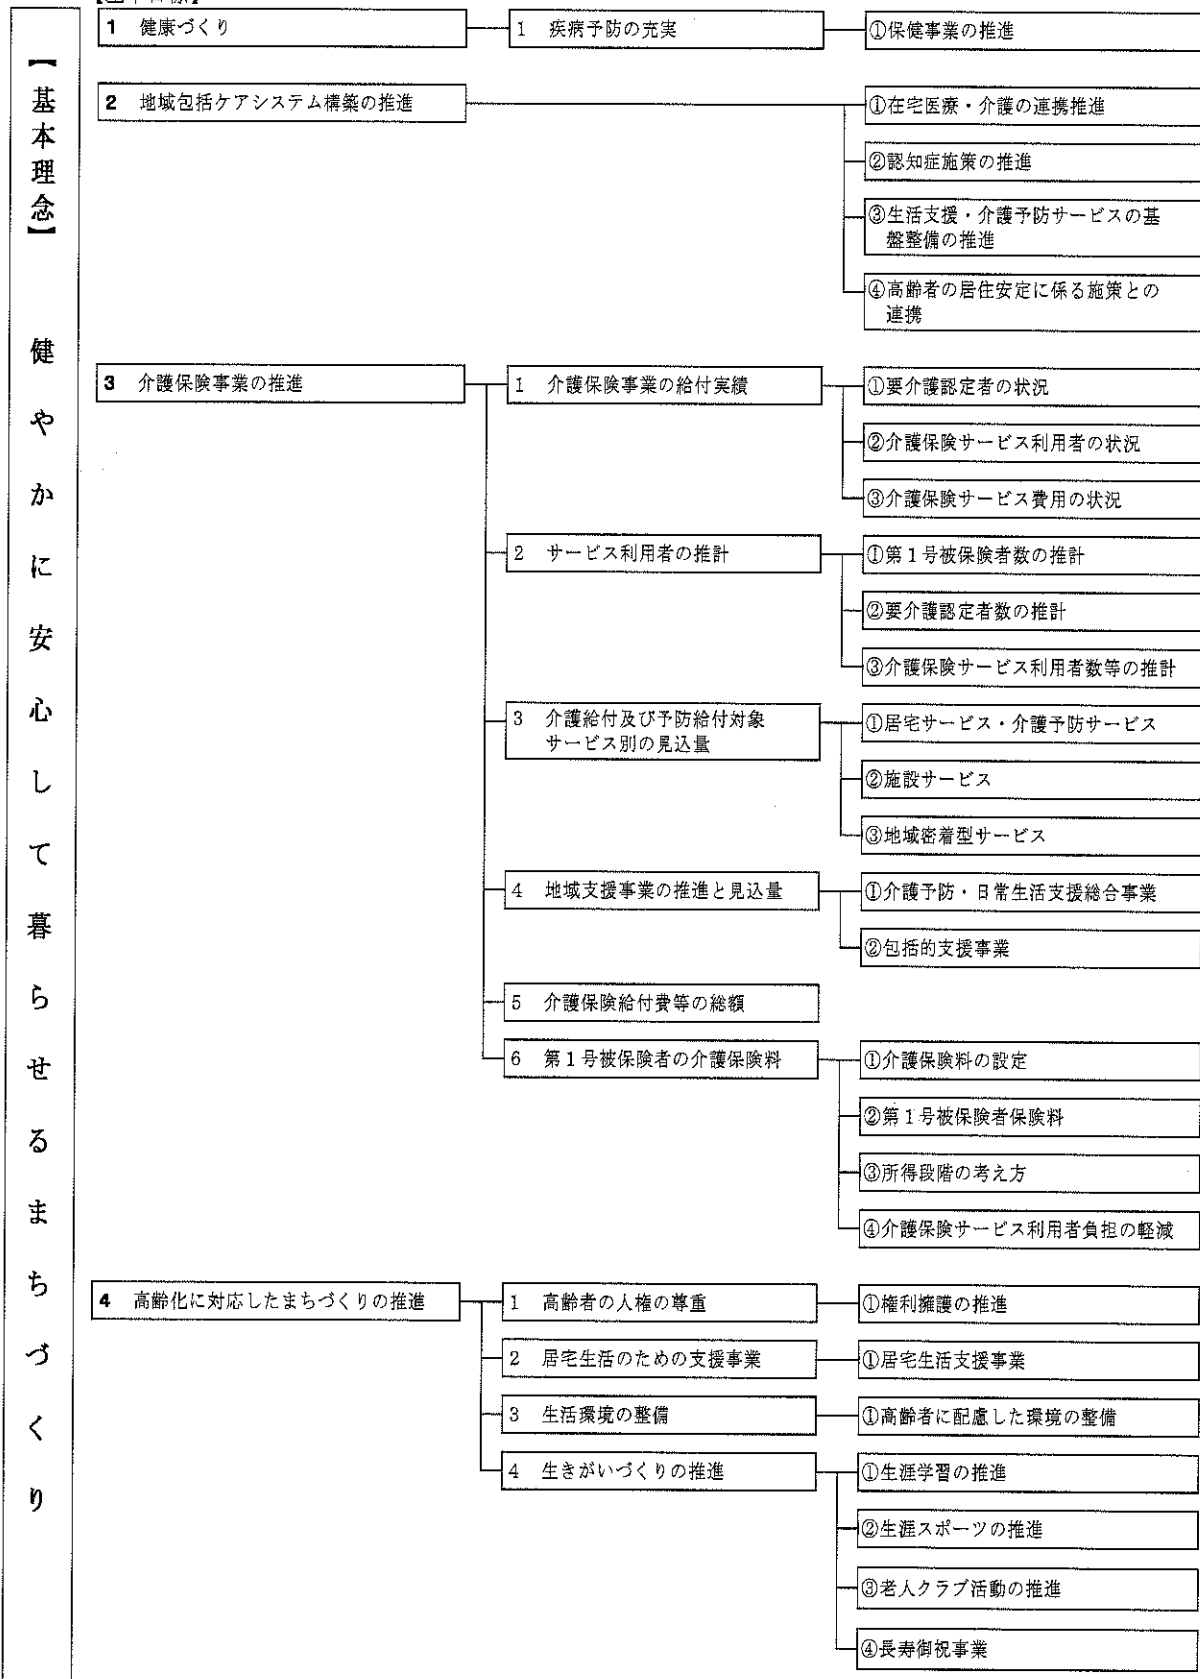 【基本理念】 健やかに安心して暮らせるまちづくり
1 健康づくり
1 疾病予防の充実
①保健事業の推進
2 地域包括ケアシステム構築の推進
①在宅医療・介護の連携推進
②認知症施策の推進
③生活支援・介護予防サービスの基
盤整備の推進
④高齢者の居住安定に係る施策との
連携
3 介護保険事業の推進
1 介護保険事業の給付実績
①要介護認定者の状況
②介護保険サービス利用者の状況
③介護保険サービス費用の状況
2 サービス利用者の推計
①第1号被保険者数の推計
②要介護認定者数の推計
③介護保険サービス利用者数等の推計
3 介護給付及び予防給付対象
サービス別の見込量
①居宅サービス・介護予防サービス
②施設サービス
③地域密着型サービス
4 地域支援事業の推進と見込量
①介護予防・日常生活支援総合事業
②包括的支援事業
5 介護保険給付費等の総額
6 第1号被保険者の介護保険料
①介護保険料の設定
②第1号被保険者保険料
③所得段階の考え方
④介護保険サービス利用者負担の軽減
4 高齢化に対応したまちづくりの推進
1 高齢者の人権の尊重
①権利擁護の推進
2 居宅生活のための支援事業
①居宅生活支援事業
3 生活環境の整備
①高齢者に配慮した環境の整備
4 生きがいづくりの推進
①生涯学習の推進
②生涯スポーツの推進
③老人クラブ活動の推進
④長寿御祝事業